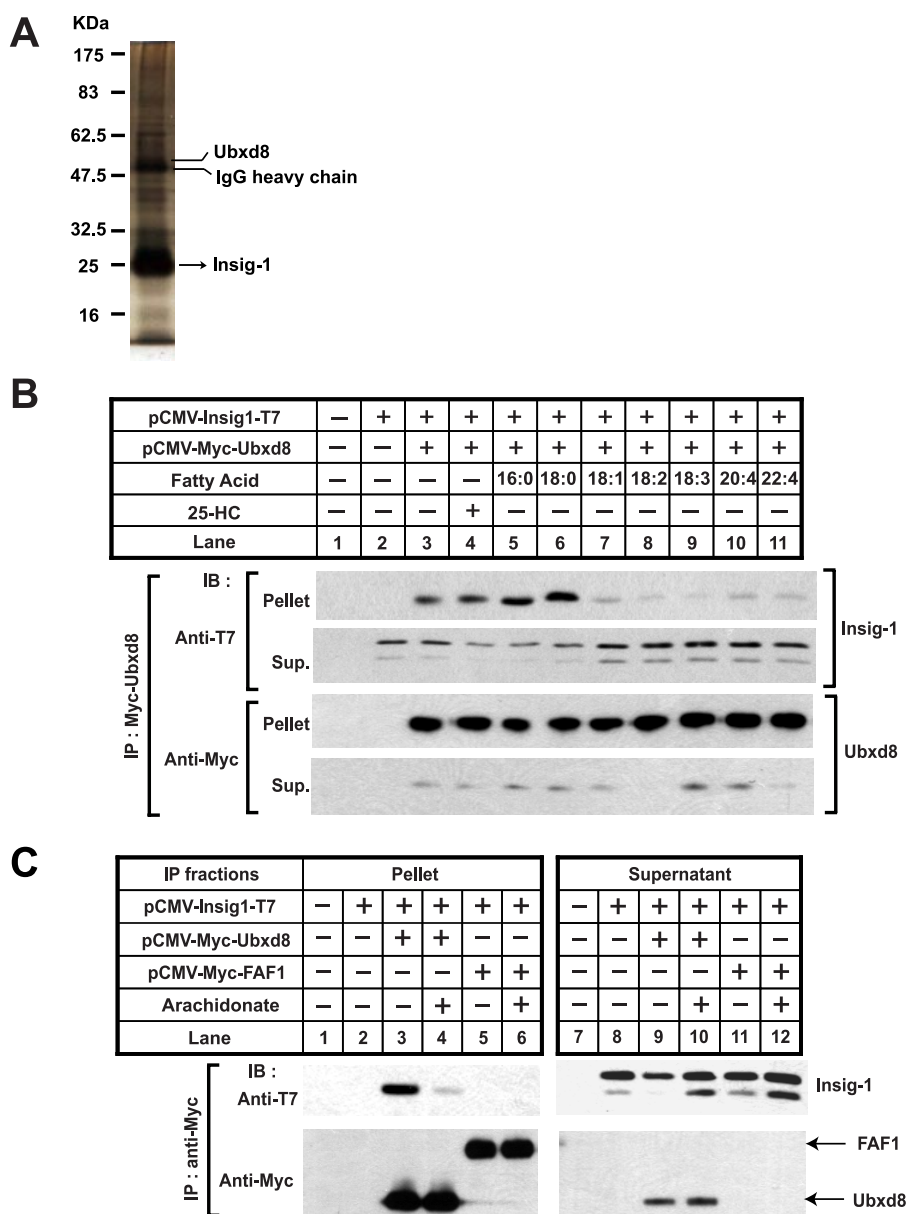 A
KDa
175
83
62.5
Ubxd8
IgG heavy chain
47.5
32.5
25
Insig-1
16
B
pCMV-Insig1-T7 – + + + + + + + + + +
pCMV-Myc-Ubxd8 – – + + + + + + + + +
Fatty Acid – – – – 16:0 18:0 18:1 18:2 18:3 20:4 22:4
25-HC – – – + – – – – – – –
Lane 1 2 3 4 5 6 7 8 9 10 11
IP : Myc-Ubxd8
IB :
Anti-T7
Pellet
Sup.
Insig-1
Anti-Myc
Pellet
Sup.
Ubxd8
C
IP fractions Pellet Supernatant
pCMV-Insig1-T7 – + + + + + – + + + + +
pCMV-Myc-Ubxd8 – – + + – – – – + + – –
pCMV-Myc-FAF1 – – – – + + – – – – + +
Arachidonate – – – + – + – – – + – +
Lane 1 2 3 4 5 6 7 8 9 10 11 12
IP : anti-Myc
IB :
Anti-T7
Insig-1
Anti-Myc
FAF1
Ubxd8